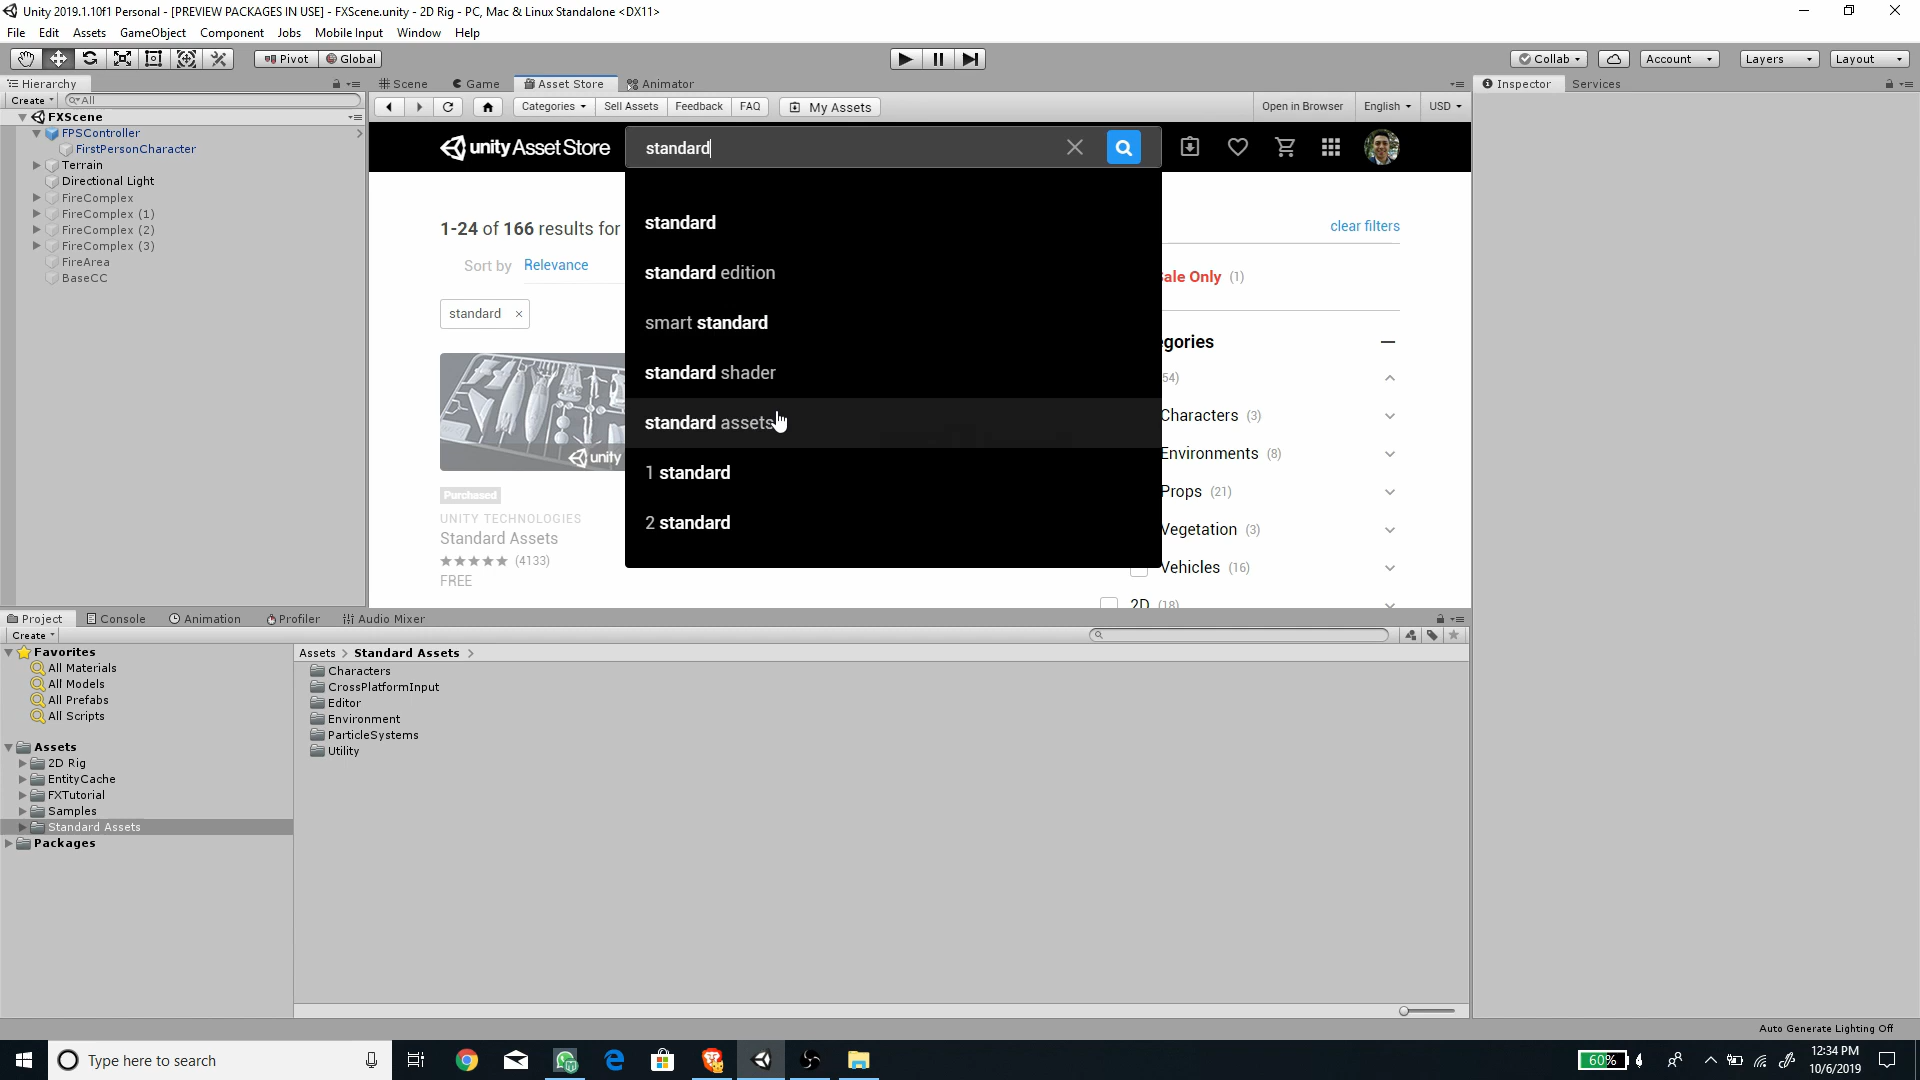 Unity 2019.1.10f1 Personal - [PREVIEW PACKAGES IN USE] - FXScene.unity - 2D Rig - PC, Mac & Linux Standalone <DX11>
File Edit Assets GameObject Component Jobs Mobile Input Window Help
Pivot Global Collab Account Layers Layout
Hierarchy Scene Game Asset Store Animator Inspector Services
Create All
Categories Sell Assets Feedback FAQ My Assets Open in Browser English USD
FXScene
FPSController
FirstPersonCharacter
Terrain
Directional Light
FireComplex
FireComplex (1)
FireComplex (2)
FireComplex (3)
FireArea
BaseCC
unity Asset Store standard
standard
standard edition
smart standard
standard shader
standard assets
1 standard
2 standard
1-24 of 166 results for
clear filters
Sort by Relevance
ale Only (1)
standard ×
gories
54)
Characters (3)
Environments (8)
Props (21)
Vegetation (3)
Vehicles (16)
2D (18)
unity
Purchased
UNITY TECHNOLOGIES
Standard Assets
(4133)
FREE
Project Console Animation Profiler Audio Mixer
Create
Favorites
All Materials
All Models
All Prefabs
All Scripts
Assets
2D Rig
EntityCache
FXTutorial
Samples
Standard Assets
Packages
Assets > Standard Assets >
Characters
CrossPlatformInput
Editor
Environment
ParticleSystems
Utility
Auto Generate Lighting Off
Type here to search
60%
12:34 PM
10/6/2019